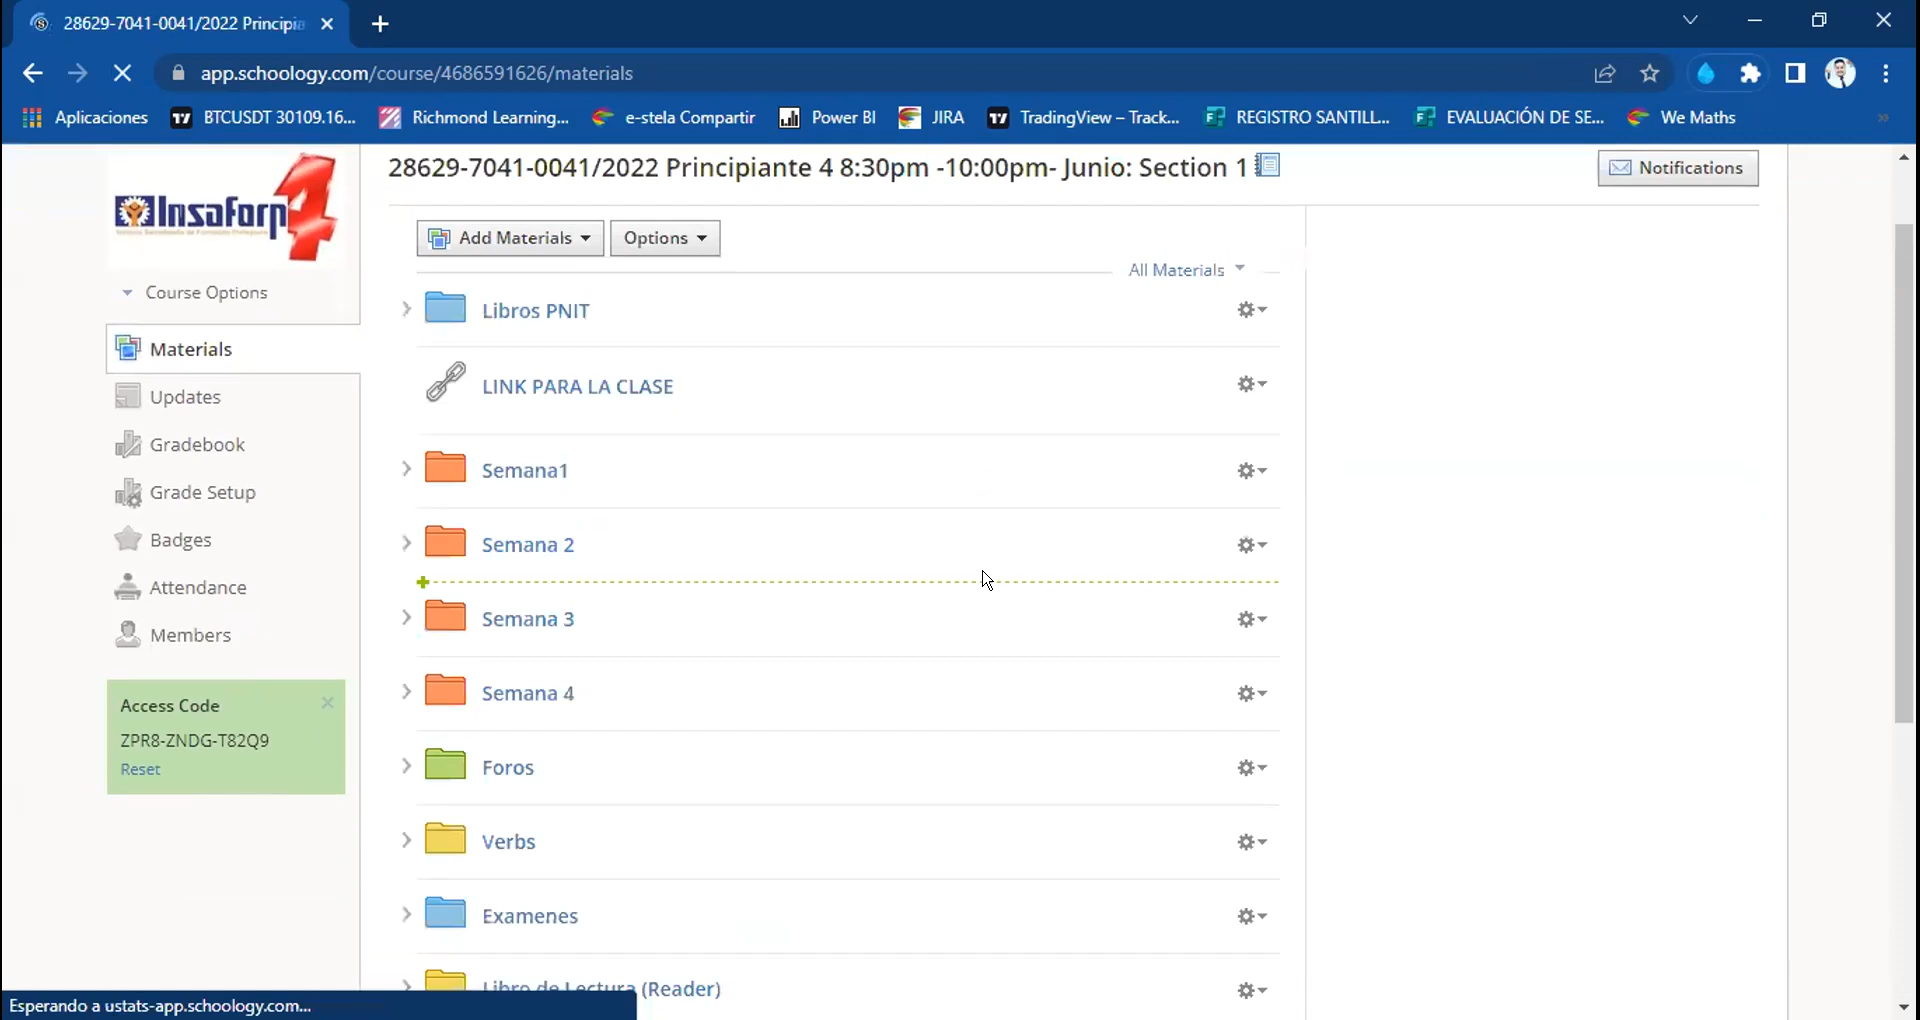 28629-7041-0041/2022 Principia
app.schoology.com/course/4686591626/materials
Aplicaciones
BTCUSDT 30109.16...
Richmond Learning...
e-stela Compartir
Power BI
JIRA
TradingView – Track...
REGISTRO SANTILL...
EVALUACIÓN DE SE...
We Maths
Insaforp 4
28629-7041-0041/2022 Principiante 4 8:30pm -10:00pm- Junio: Section 1
Notifications
Add Materials
Options
All Materials
Course Options
Materials
Updates
Gradebook
Grade Setup
Badges
Attendance
Members
Access Code
ZPR8-ZNDG-T82Q9
Reset
Libros PNIT
LINK PARA LA CLASE
Semana1
Semana 2
Semana 3
Semana 4
Foros
Verbs
Examenes
Libro de Lectura (Reader)
Esperando a ustats-app.schoology.com...